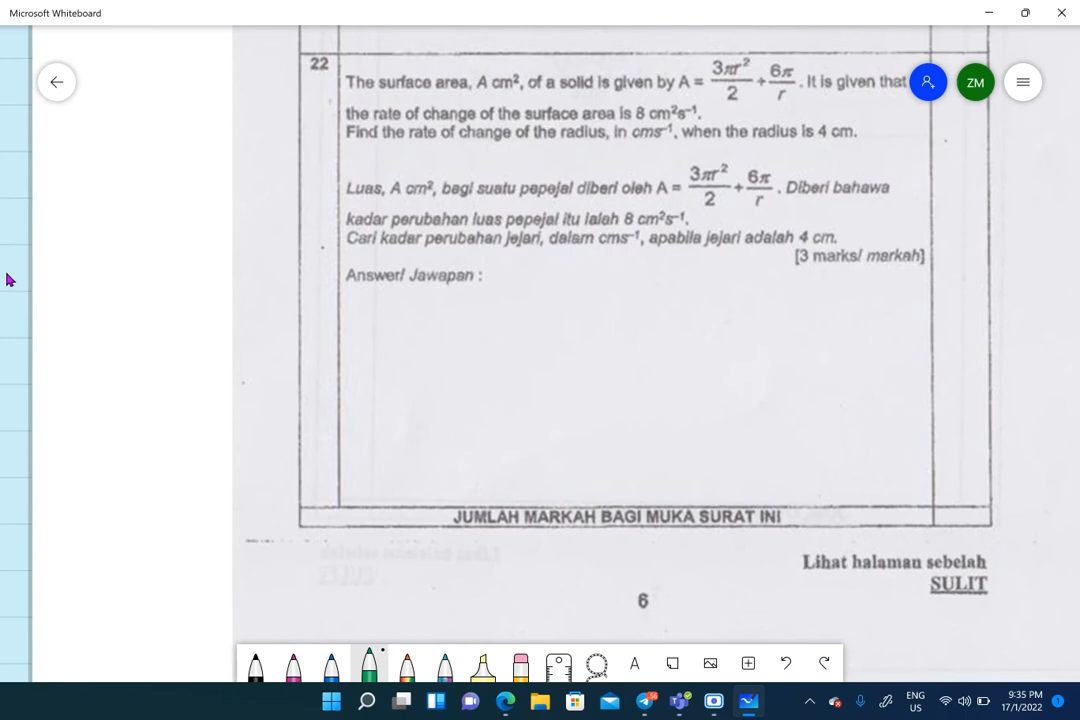 Microsoft Whiteboard
22
The surface area, A cm², of a solid is given by A = 3πr²/2 + 6π/r . It is given that
ZM
the rate of change of the surface area is 8 cm²s⁻¹.
Find the rate of change of the radius, in cms⁻¹, when the radius is 4 cm.
Luas, A cm², bagi suatu pepejal diberi oleh A = 3πr²/2 + 6π/r . Diberi bahawa
kadar perubahan luas pepejal itu ialah 8 cm²s⁻¹.
Cari kadar perubahan jejari, dalam cms⁻¹, apabila jejari adalah 4 cm.
[3 marks/ markah]
Answer/ Jawapan :
JUMLAH MARKAH BAGI MUKA SURAT INI
Lihat halaman sebelah
SULIT
6
A
56
ENG
US
9:35 PM
17/1/2022
1